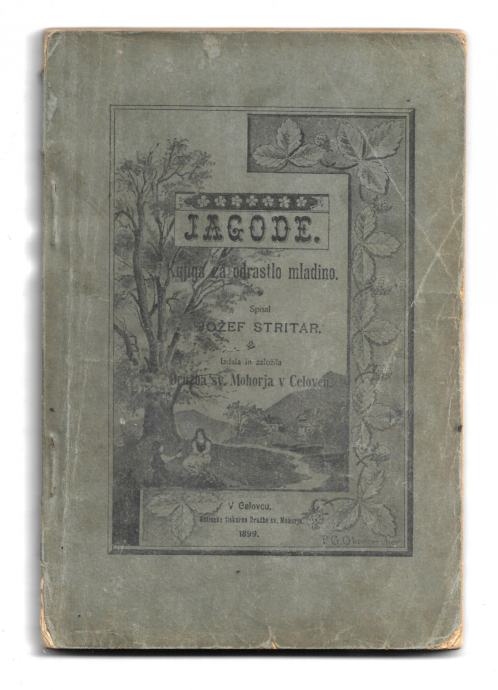 JAGODE.
Knjiga za odrastlo mladino.
Spisal
JOŽEF STRITAR.
Izdala in založila
Družba sv. Mohorja v Celovcu.
V Celovcu.
tiskarna Družbe sv. Mohorja.
1899.